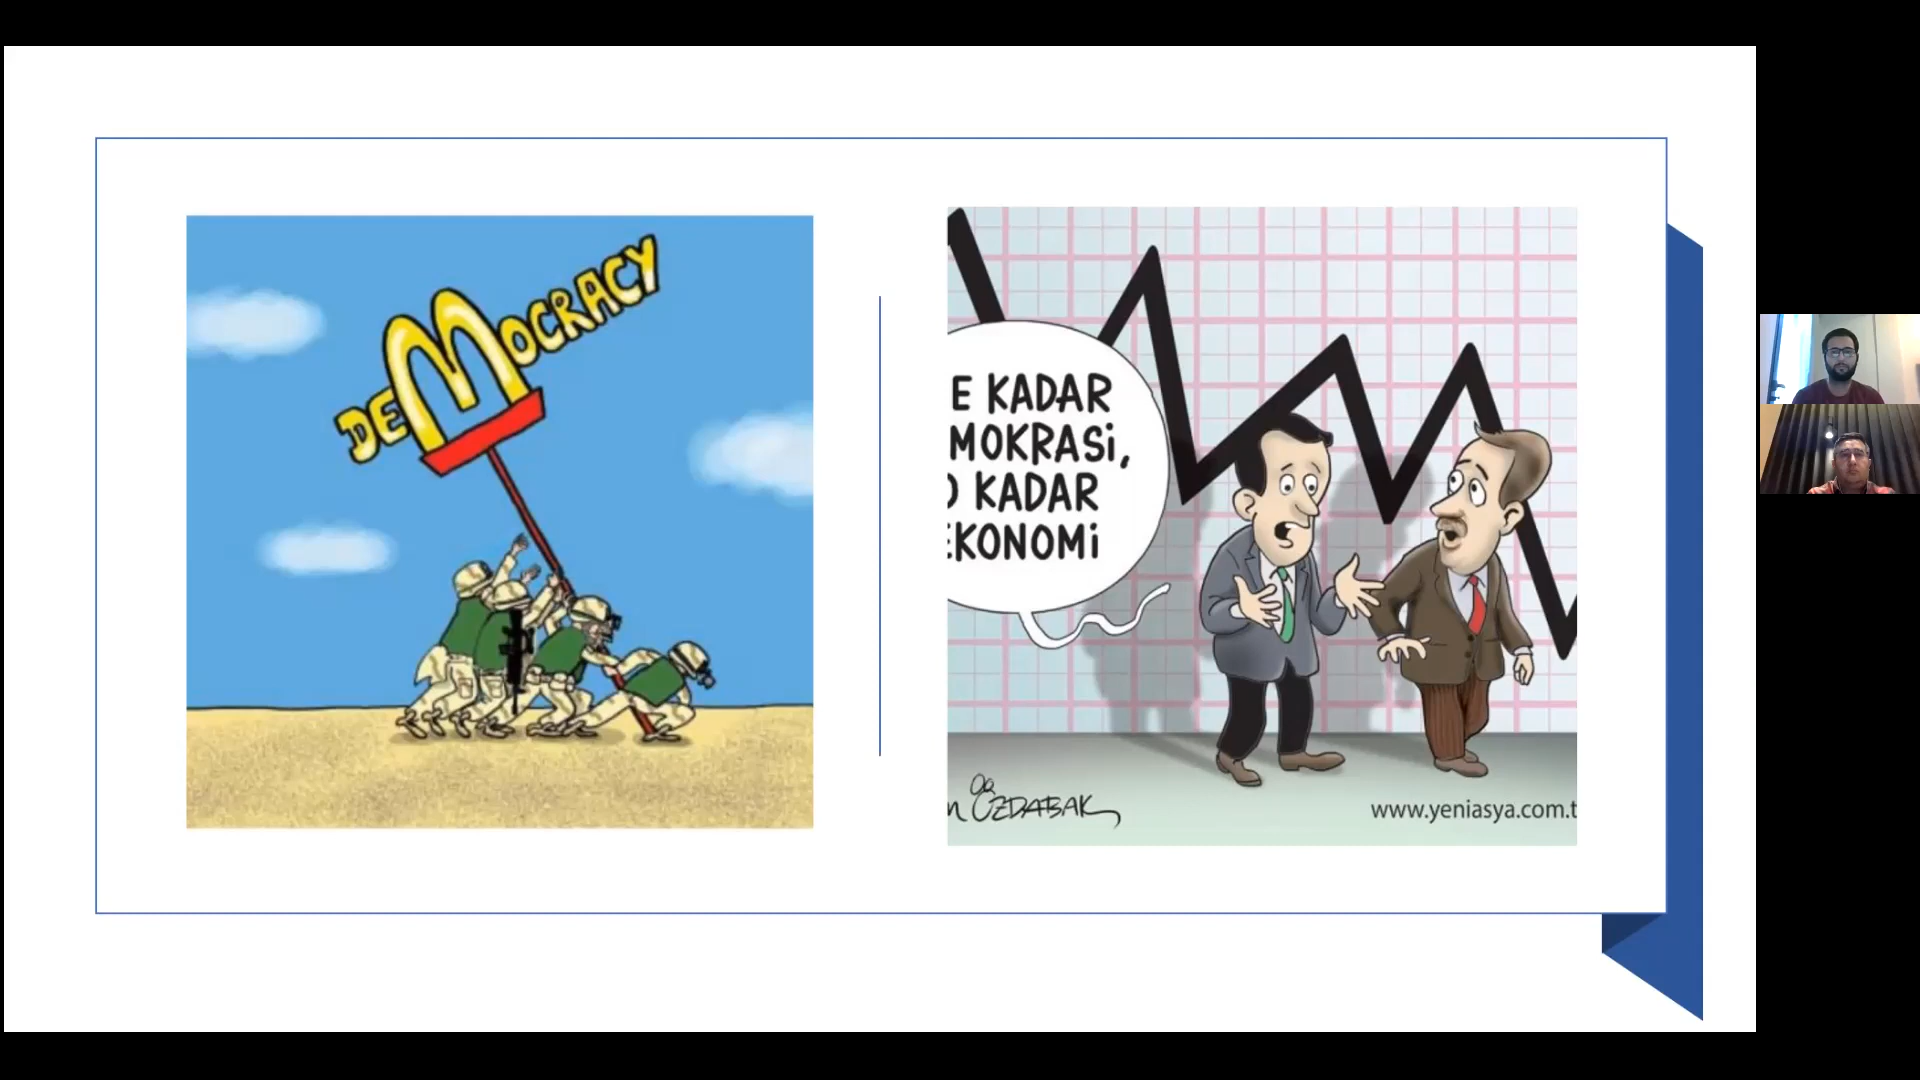 DEMOCRACY
E KADAR
MOKRASİ,
O KADAR
EKONOMİ
ÖZDABAK
www.yeniasya.com.t